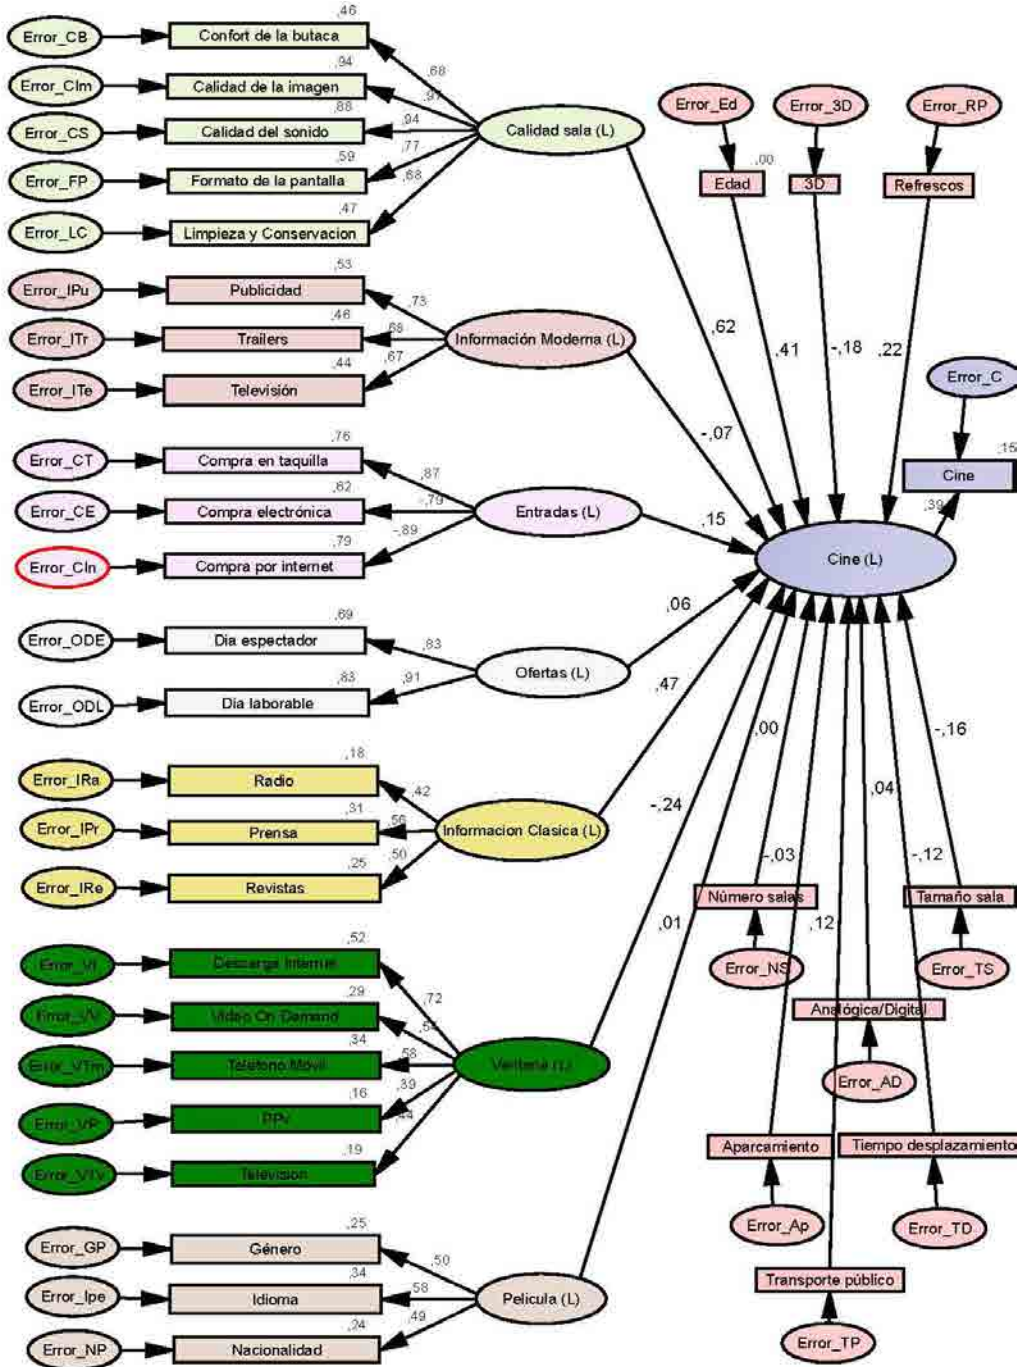 ,46
Error_CB
Confort de la butaca
,68
,94
Error_CIm
Calidad de la imagen
,97
,88
Error_CS
Calidad del sonido
,94
Calidad sala (L)
,59
Error_FP
Formato de la pantalla
,77
,47
Error_LC
Limpieza y Conservacion
,68
,53
Error_IPu
Publicidad
,73
,46
Error_ITr
Trailers
,68
Información Moderna (L)
,44
Error_ITe
Televisión
,67
,76
Error_CT
Compra en taquilla
,87
,62
Error_CE
Compra electrónica
-,79
Entradas (L)
,79
Error_CIn
Compra por internet
-,89
,69
Error_ODE
Dia espectador
,83
Ofertas (L)
,83
Error_ODL
Dia laborable
,91
,18
Error_IRa
Radio
,42
,31
Error_IPr
Prensa
,56
Informacion Clasica (L)
,25
Error_IRe
Revistas
,50
,52
Error_VI
Descarga Internet
,72
,29
Video On Demand
,54
,34
Error_VTm
Telefono Móvil
,58
Ventana (L)
,16
Error_VP
PPV
,39
,19
Error_VTv
Television
,44
,25
Error_GP
Género
,50
,34
Error_Ipe
Idioma
,58
Pelicula (L)
,24
Error_NP
Nacionalidad
,49
Error_Ed
Error_3D
Error_RP
,00
Edad
3D
Refrescos
,62
,41
-,18
,22
Error_C
,15
Cine
,39
-,07
,15
Cine (L)
,06
,47
,00
-,16
-,24
,04
-,03
-,12
,01
,12
Número salas
Tamaño sala
Error_NS
Error_TS
Analógica/Digital
Error_AD
Aparcamiento
Tiempo desplazamiento
Error_Ap
Error_TD
Transporte público
Error_TP